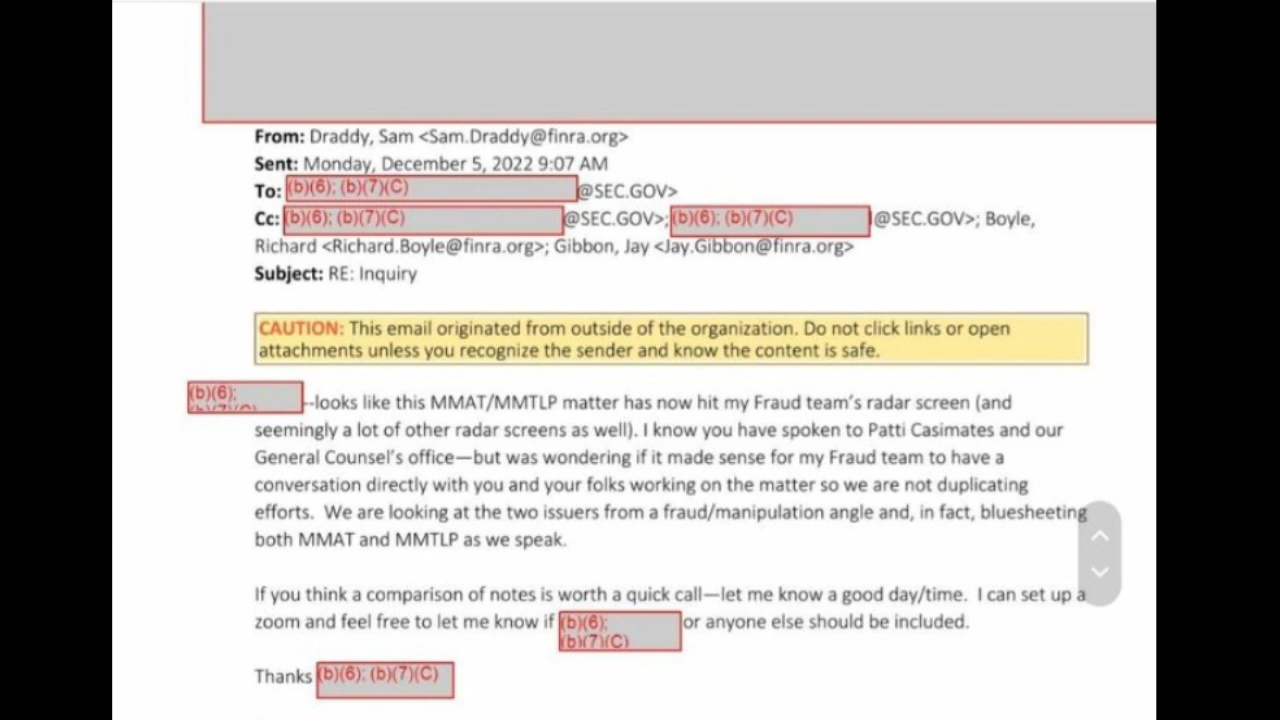 From: Draddy, Sam <Sam.Draddy@finra.org>
Sent: Monday, December 5, 2022 9:07 AM
To: (b)(6); (b)(7)(C) @SEC.GOV>
Cc: (b)(6); (b)(7)(C) @SEC.GOV>; (b)(6); (b)(7)(C) @SEC.GOV>; Boyle,
Richard <Richard.Boyle@finra.org>; Gibbon, Jay <Jay.Gibbon@finra.org>
Subject: RE: Inquiry
CAUTION: This email originated from outside of the organization. Do not click links or open
attachments unless you recognize the sender and know the content is safe.
(b)(6);
(b)(7)(C) --looks like this MMAT/MMTLP matter has now hit my Fraud team's radar screen (and
seemingly a lot of other radar screens as well). I know you have spoken to Patti Casimates and our
General Counsel's office—but was wondering if it made sense for my Fraud team to have a
conversation directly with you and your folks working on the matter so we are not duplicating
efforts. We are looking at the two issuers from a fraud/manipulation angle and, in fact, bluesheeting
both MMAT and MMTLP as we speak.
If you think a comparison of notes is worth a quick call—let me know a good day/time. I can set up a
zoom and feel free to let me know if (b)(6); (b)(7)(C) or anyone else should be included.
Thanks (b)(6); (b)(7)(C)